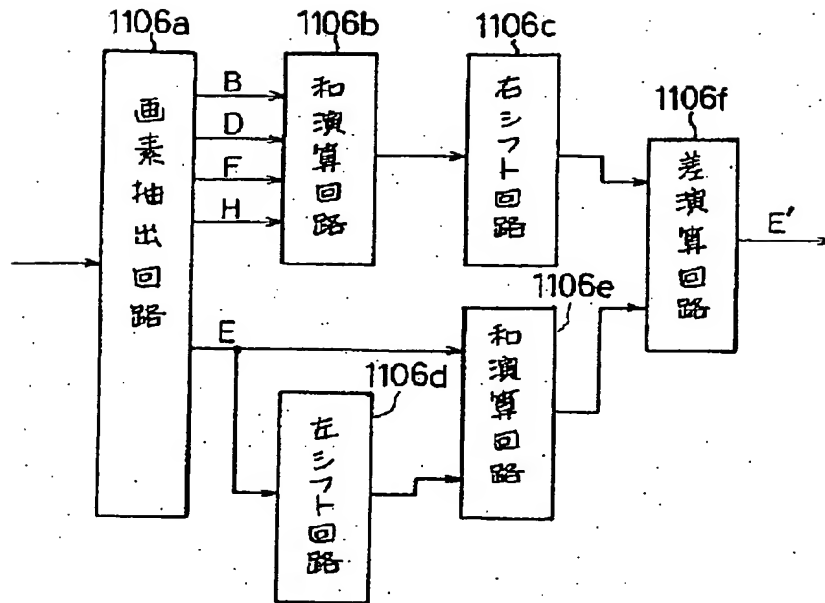 1106a
画素抽出回路
B
D
F
H
E
1106b
和演算回路
1106c
右シフト回路
1106d
左シフト回路
1106e
和演算回路
1106f
差演算回路
E′